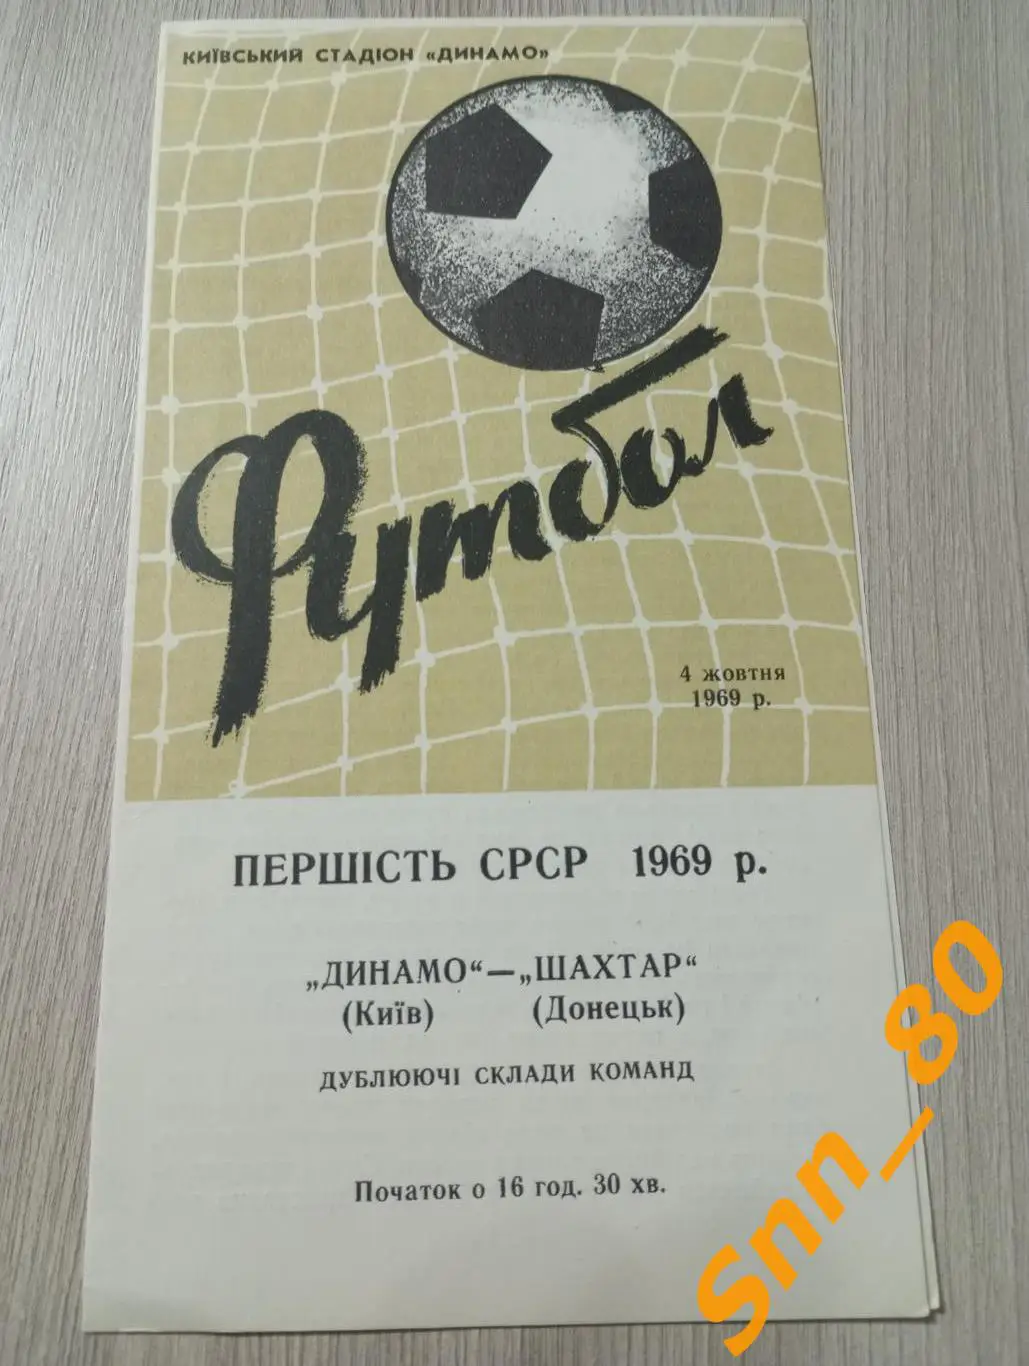 КИЇВСЬКИЙ СТАДІОН «ДИНАМО»
Футбол
4 жовтня
1969 р.
ПЕРШІСТЬ СРСР 1969 р.
„ДИНАМО“—„ШАХТАР“
(Київ) (Донецьк)
ДУБЛЮЮЧІ СКЛАДИ КОМАНД
Початок о 16 год. 30 хв.
Snn_80